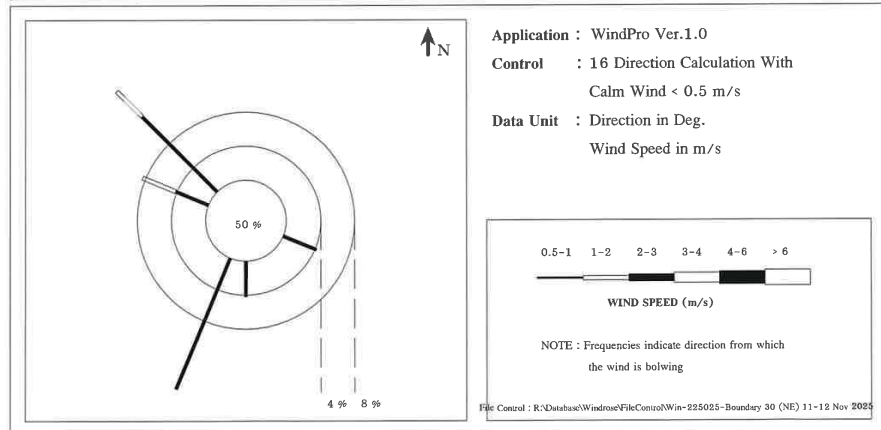 N
Application : WindPro Ver.1.0
Control : 16 Direction Calculation With
Calm Wind < 0.5 m/s
Data Unit : Direction in Deg.
Wind Speed in m/s
50 %
4 % 8 %
0.5-1 1-2 2-3 3-4 4-6 > 6
WIND SPEED (m/s)
NOTE : Frequencies indicate direction from which
the wind is bolwing
File Control : R:\Database\Windrose\FileControl\Win-225025-Boundary 30 (NE) 11-12 Nov 2025